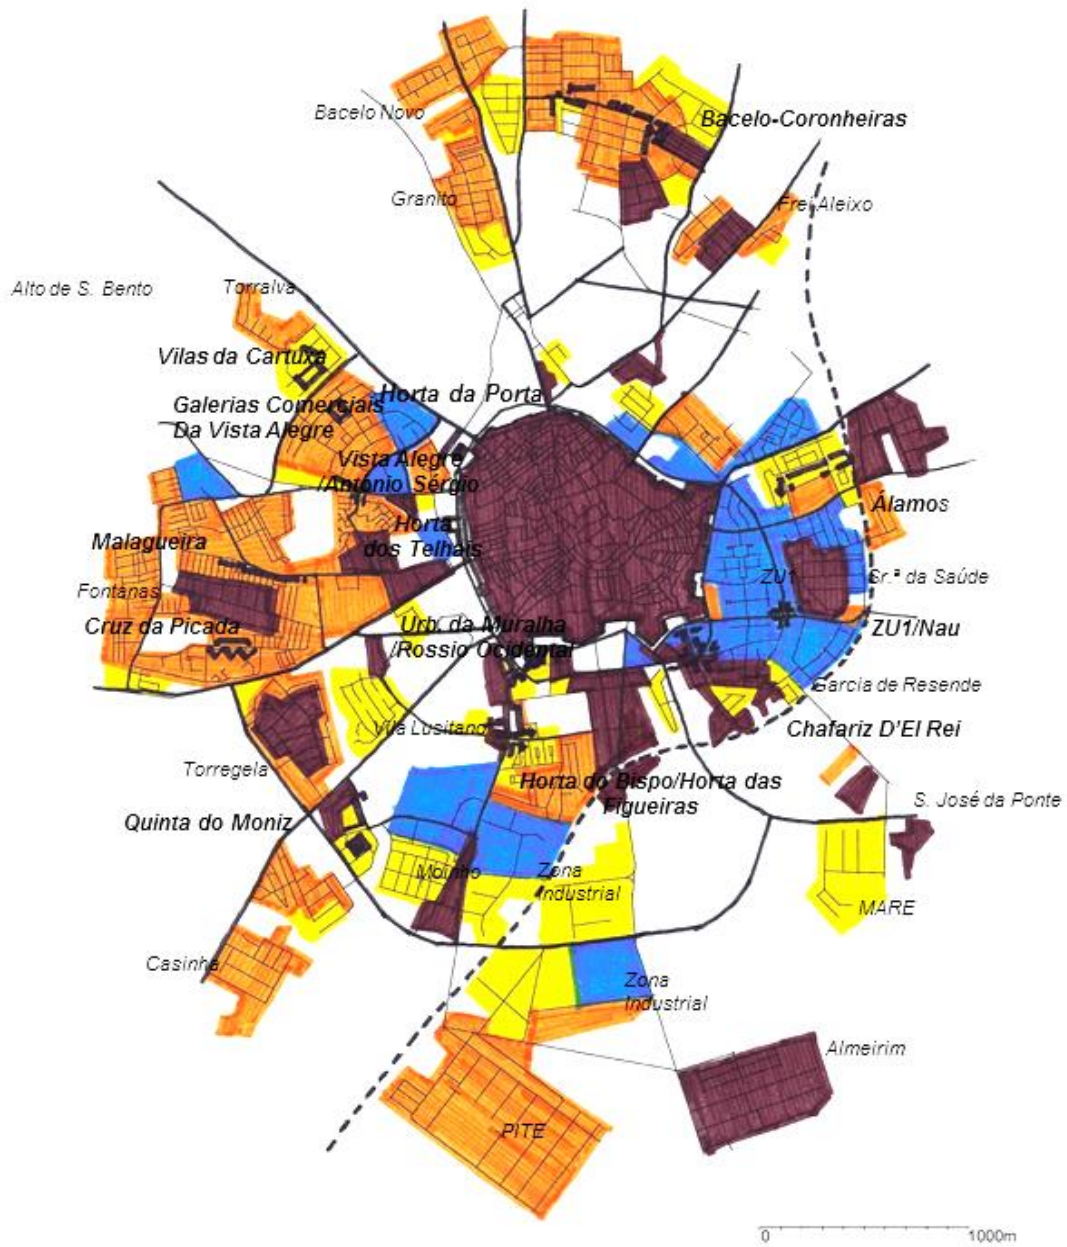 Bacelo Novo
Bacelo-Coronheiras
Granito
Frei Aleixo
Alto de S. Bento
Torralva
Vilas da Cartuxa
Horta da Porta
Galerias Comerciais
Da Vista Alegre
Vista Alegre
/António Sérgio
Álamos
Horta
dos Telhais
Malagueira
ZU1
Sr.ª da Saúde
Fontanas
Cruz da Picada
Urb. da Muralha
/Rossio Ocidental
ZU1/Nau
Garcia de Resende
Vila Lusitano
Chafariz D'El Rei
Torregela
Horta do Bispo/Horta das
Figueiras
S. José da Ponte
Quinta do Moniz
Moinho
Zona
Industrial
MARE
Casinha
Zona
Industrial
Almeirim
PITE
0 1000m